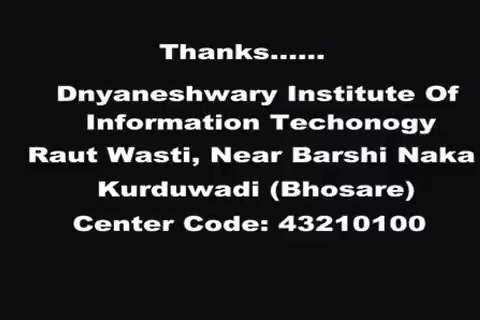 Thanks......
Dnyaneshwary Institute Of
Information Techonogy
Raut Wasti, Near Barshi Naka
Kurduwadi (Bhosare)
Center Code: 43210100